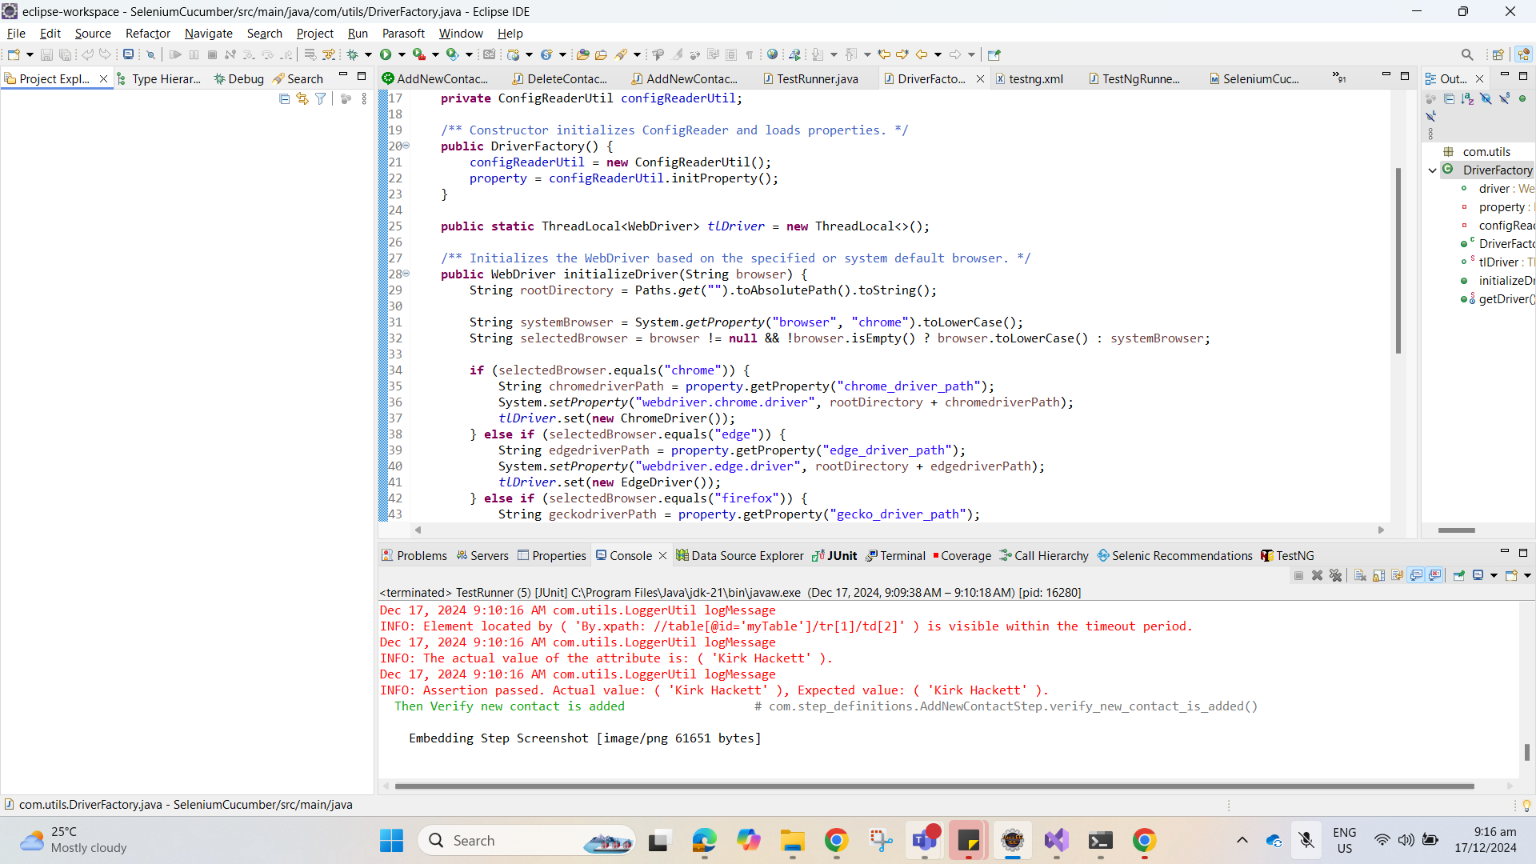 eclipse-workspace - SeleniumCucumber/src/main/java/com/utils/DriverFactory.java - Eclipse IDE
File Edit Source Refactor Navigate Search Project Run Parasoft Window Help
Project Expl... Type Hierar... Debug Search
AddNewContac... DeleteContac... AddNewContac... TestRunner.java DriverFacto... testng.xml TestNgRunne... SeleniumCuc... »91
Out...
17 private ConfigReaderUtil configReaderUtil;
18
19 /** Constructor initializes ConfigReader and loads properties. */
20 public DriverFactory() {
21 configReaderUtil = new ConfigReaderUtil();
22 property = configReaderUtil.initProperty();
23 }
24
25 public static ThreadLocal<WebDriver> tlDriver = new ThreadLocal<>();
26
27 /** Initializes the WebDriver based on the specified or system default browser. */
28 public WebDriver initializeDriver(String browser) {
29 String rootDirectory = Paths.get("").toAbsolutePath().toString();
30
31 String systemBrowser = System.getProperty("browser", "chrome").toLowerCase();
32 String selectedBrowser = browser != null && !browser.isEmpty() ? browser.toLowerCase() : systemBrowser;
33
34 if (selectedBrowser.equals("chrome")) {
35 String chromedriverPath = property.getProperty("chrome_driver_path");
36 System.setProperty("webdriver.chrome.driver", rootDirectory + chromedriverPath);
37 tlDriver.set(new ChromeDriver());
38 } else if (selectedBrowser.equals("edge")) {
39 String edgedriverPath = property.getProperty("edge_driver_path");
40 System.setProperty("webdriver.edge.driver", rootDirectory + edgedriverPath);
41 tlDriver.set(new EdgeDriver());
42 } else if (selectedBrowser.equals("firefox")) {
43 String geckodriverPath = property.getProperty("gecko_driver_path");
com.utils
DriverFactory
driver : We
property :
configRea
DriverFacto
tlDriver : T
initializeDr
getDriver()
Problems Servers Properties Console Data Source Explorer JUnit Terminal Coverage Call Hierarchy Selenic Recommendations TestNG
<terminated> TestRunner (5) [JUnit] C:\Program Files\Java\jdk-21\bin\javaw.exe (Dec 17, 2024, 9:09:38 AM – 9:10:18 AM) [pid: 16280]
Dec 17, 2024 9:10:16 AM com.utils.LoggerUtil logMessage
INFO: Element located by ( 'By.xpath: //table[@id='myTable']/tr[1]/td[2]' ) is visible within the timeout period.
Dec 17, 2024 9:10:16 AM com.utils.LoggerUtil logMessage
INFO: The actual value of the attribute is: ( 'Kirk Hackett' ).
Dec 17, 2024 9:10:16 AM com.utils.LoggerUtil logMessage
INFO: Assertion passed. Actual value: ( 'Kirk Hackett' ), Expected value: ( 'Kirk Hackett' ).
Then Verify new contact is added # com.step_definitions.AddNewContactStep.verify_new_contact_is_added()
Embedding Step Screenshot [image/png 61651 bytes]
com.utils.DriverFactory.java - SeleniumCucumber/src/main/java
25°C
Mostly cloudy
Search
ENG
US
9:16 am
17/12/2024